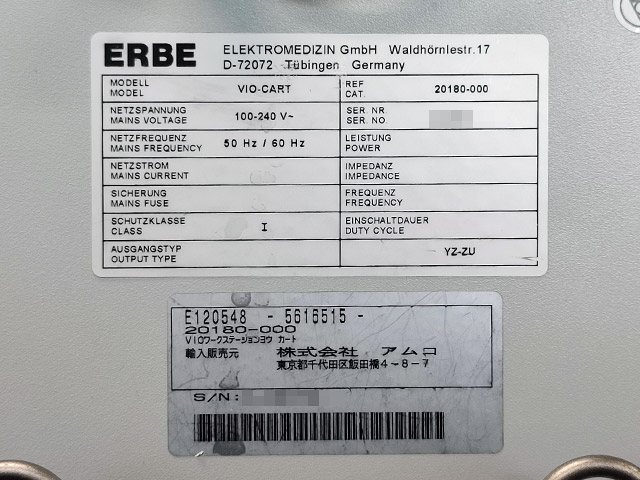 ERBE ELEKTROMEDIZIN GmbH Waldhörnlestr.17
D-72072 Tübingen Germany
MODELL
MODEL
VIO-CART
REF
CAT.
20180-000
NETZSPANNUNG
MAINS VOLTAGE
100-240 V~
SER. NR.
SER. NO.
NETZFREQUENZ
MAINS FREQUENCY
50 Hz / 60 Hz
LEISTUNG
POWER
NETZSTROM
MAINS CURRENT
IMPEDANZ
IMPEDANCE
SICHERUNG
MAINS FUSE
FREQUENZ
FREQUENCY
SCHUTZKLASSE
CLASS
I
EINSCHALTDAUER
DUTY CYCLE
AUSGANGSTYP
OUTPUT TYPE
YZ-ZU
E120548 - 5616515 -
20180-000
VIOワークステーションヨウ カート
輸入販売元 株式会社 アムコ
東京都千代田区飯田橋4-8-7
S/N: